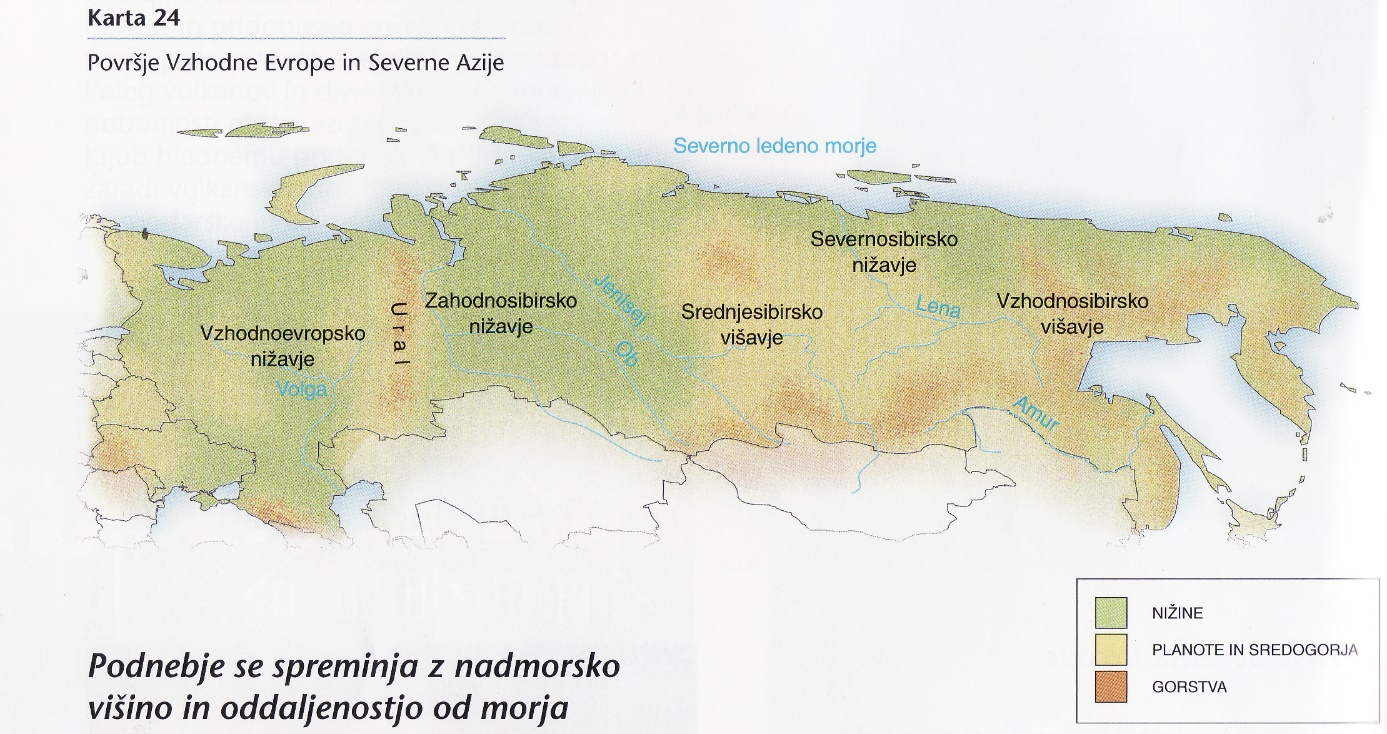 Karta 24
Površje Vzhodne Evrope in Severne Azije
Severno ledeno morje
Severnosibirsko
nižavje
Jenisej
Zahodnosibirsko
nižavje
Ural
Lena
Vzhodnosibirsko
višavje
Srednjesibirsko
višavje
Vzhodnoevropsko
nižavje
Ob
Volga
Amur
NIŽINE
PLANOTE IN SREDOGORJA
GORSTVA
Podnebje se spreminja z nadmorsko
višino in oddaljenostjo od morja